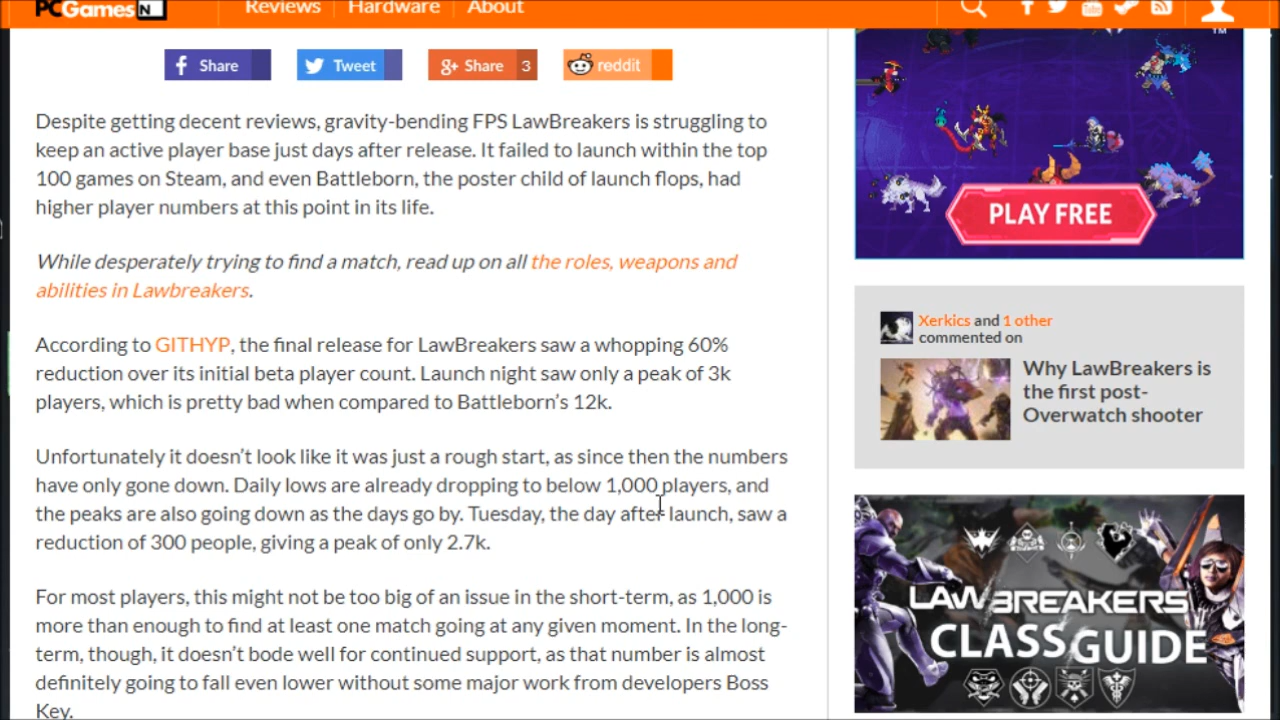 PCGamesN
Reviews Hardware About
Share
Tweet
g+ Share 3
reddit
Despite getting decent reviews, gravity-bending FPS LawBreakers is struggling to
keep an active player base just days after release. It failed to launch within the top
100 games on Steam, and even Battleborn, the poster child of launch flops, had
higher player numbers at this point in its life.
While desperately trying to find a match, read up on all the roles, weapons and
abilities in Lawbreakers.
According to GITHYP, the final release for LawBreakers saw a whopping 60%
reduction over its initial beta player count. Launch night saw only a peak of 3k
players, which is pretty bad when compared to Battleborn’s 12k.
Unfortunately it doesn’t look like it was just a rough start, as since then the numbers
have only gone down. Daily lows are already dropping to below 1,000 players, and
the peaks are also going down as the days go by. Tuesday, the day after launch, saw a
reduction of 300 people, giving a peak of only 2.7k.
For most players, this might not be too big of an issue in the short-term, as 1,000 is
more than enough to find at least one match going at any given moment. In the long-
term, though, it doesn’t bode well for continued support, as that number is almost
definitely going to fall even lower without some major work from developers Boss
Key.
TM
PLAY FREE
Xerkics and 1 other
commented on
Why LawBreakers is
the first post-
Overwatch shooter
LAWBREAKERS
CLASS GUIDE